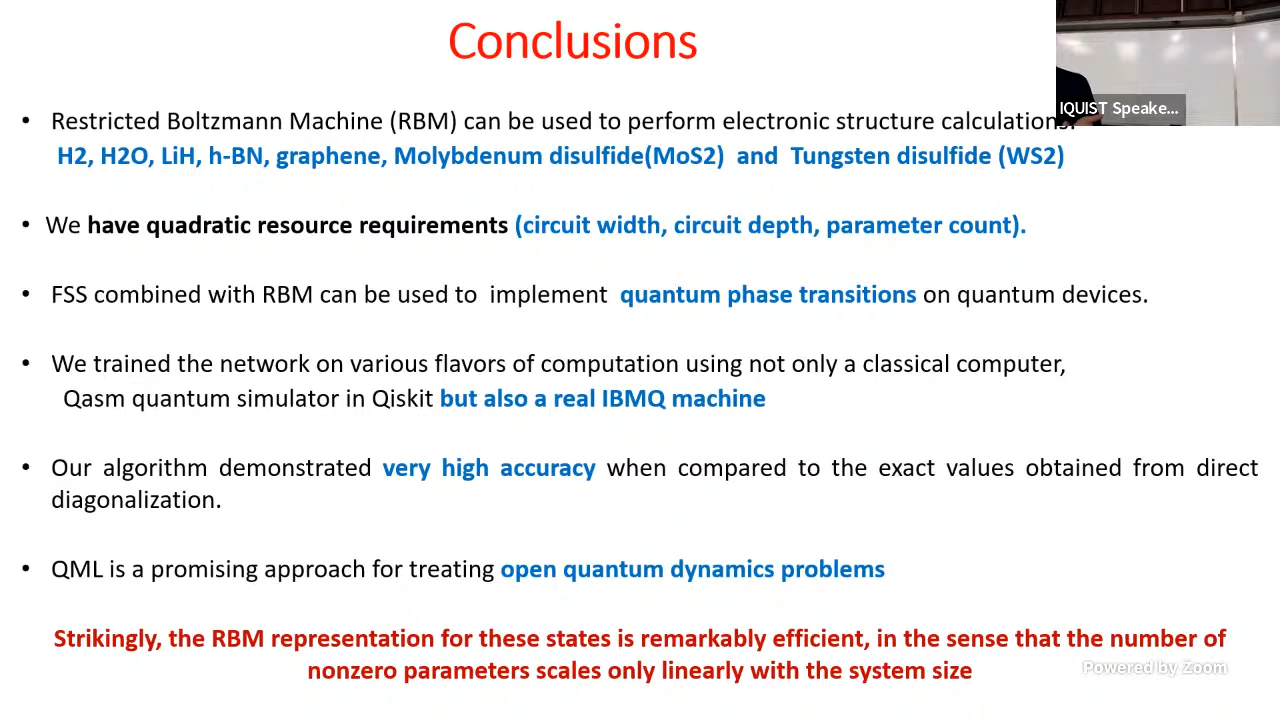 Conclusions
IQUIST Speake...
• Restricted Boltzmann Machine (RBM) can be used to perform electronic structure calculations.
H2, H2O, LiH, h-BN, graphene, Molybdenum disulfide(MoS2) and Tungsten disulfide (WS2)
• We have quadratic resource requirements (circuit width, circuit depth, parameter count).
• FSS combined with RBM can be used to implement quantum phase transitions on quantum devices.
• We trained the network on various flavors of computation using not only a classical computer,
Qasm quantum simulator in Qiskit but also a real IBMQ machine
• Our algorithm demonstrated very high accuracy when compared to the exact values obtained from direct
diagonalization.
• QML is a promising approach for treating open quantum dynamics problems
Strikingly, the RBM representation for these states is remarkably efficient, in the sense that the number of
nonzero parameters scales only linearly with the system size
Powered by Zoom